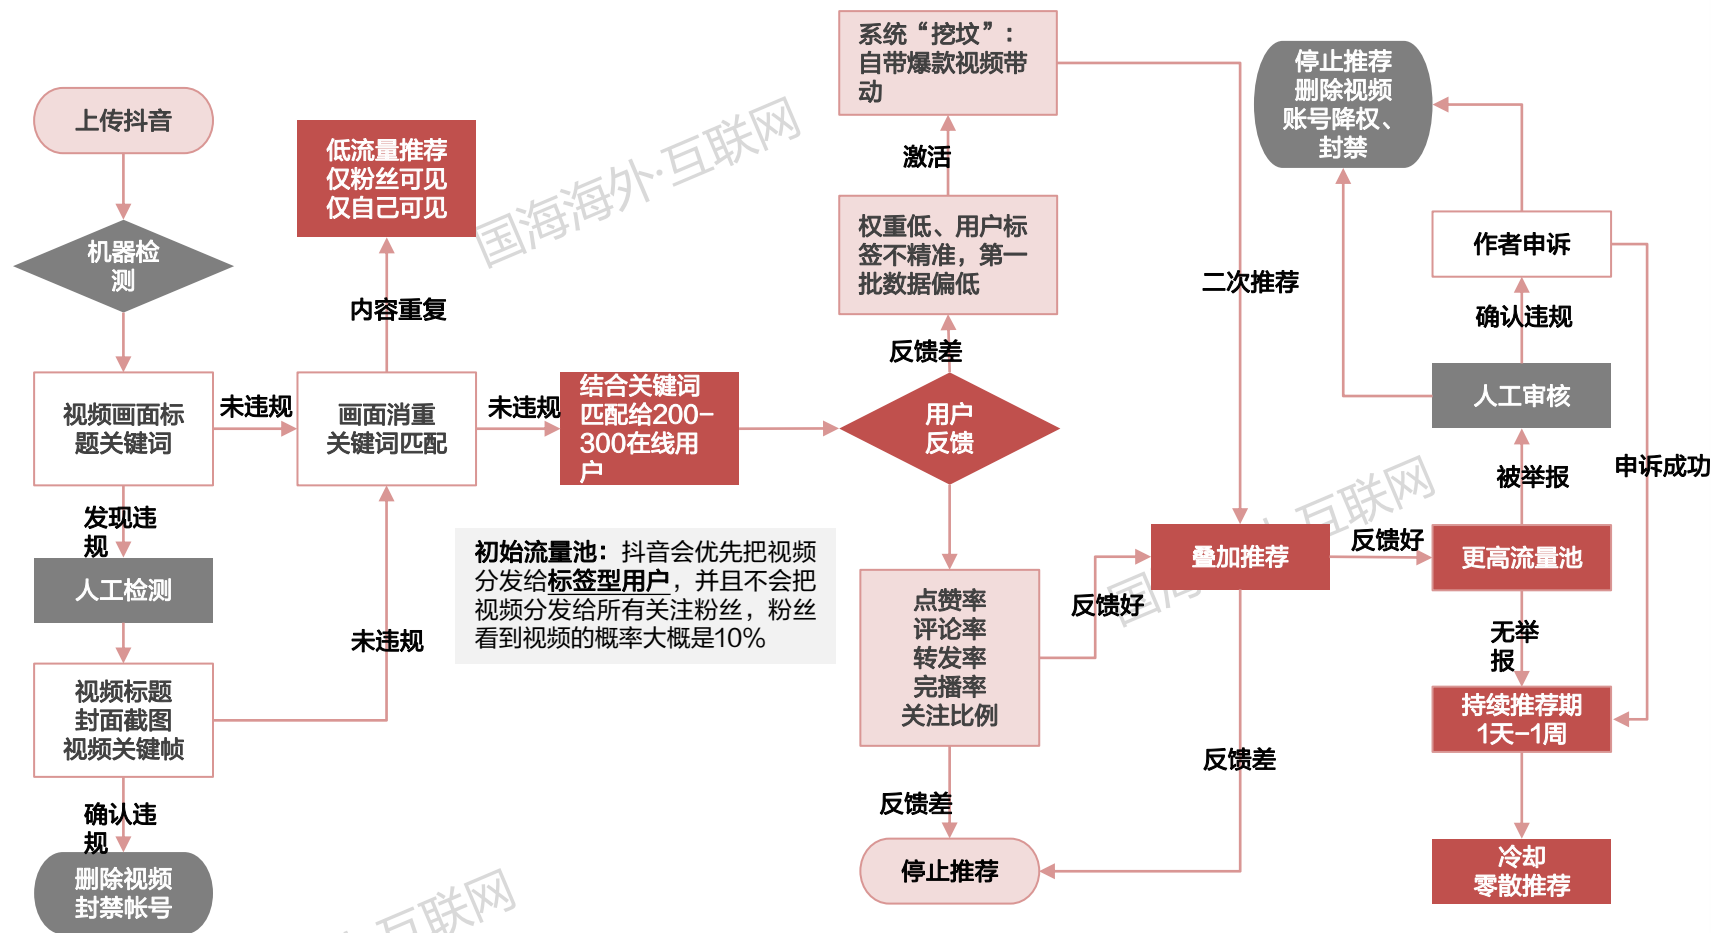 上传抖音
机器检
测
视频画面标
题关键词
未违规
发现违
规
人工检测
视频标题
封面截图
视频关键帧
确认违
规
删除视频
封禁帐号
低流量推荐
仅粉丝可见
仅自己可见
内容重复
画面消重
关键词匹配
未违规
未违规
结合关键词
匹配给200-
300在线用
户
初始流量池：抖音会优先把视频
分发给标签型用户，并且不会把
视频分发给所有关注粉丝，粉丝
看到视频的概率大概是10%
系统“挖坟”：
自带爆款视频带
动
激活
权重低、用户标
签不精准，第一
批数据偏低
反馈差
用户
反馈
点赞率
评论率
转发率
完播率
关注比例
反馈差
停止推荐
反馈好
二次推荐
叠加推荐
反馈差
反馈好
停止推荐
删除视频
账号降权、
封禁
作者申诉
确认违规
人工审核
被举报
申诉成功
更高流量池
无举
报
持续推荐期
1天-1周
冷却
零散推荐
国海海外·互联网
国海
互联网
互联网